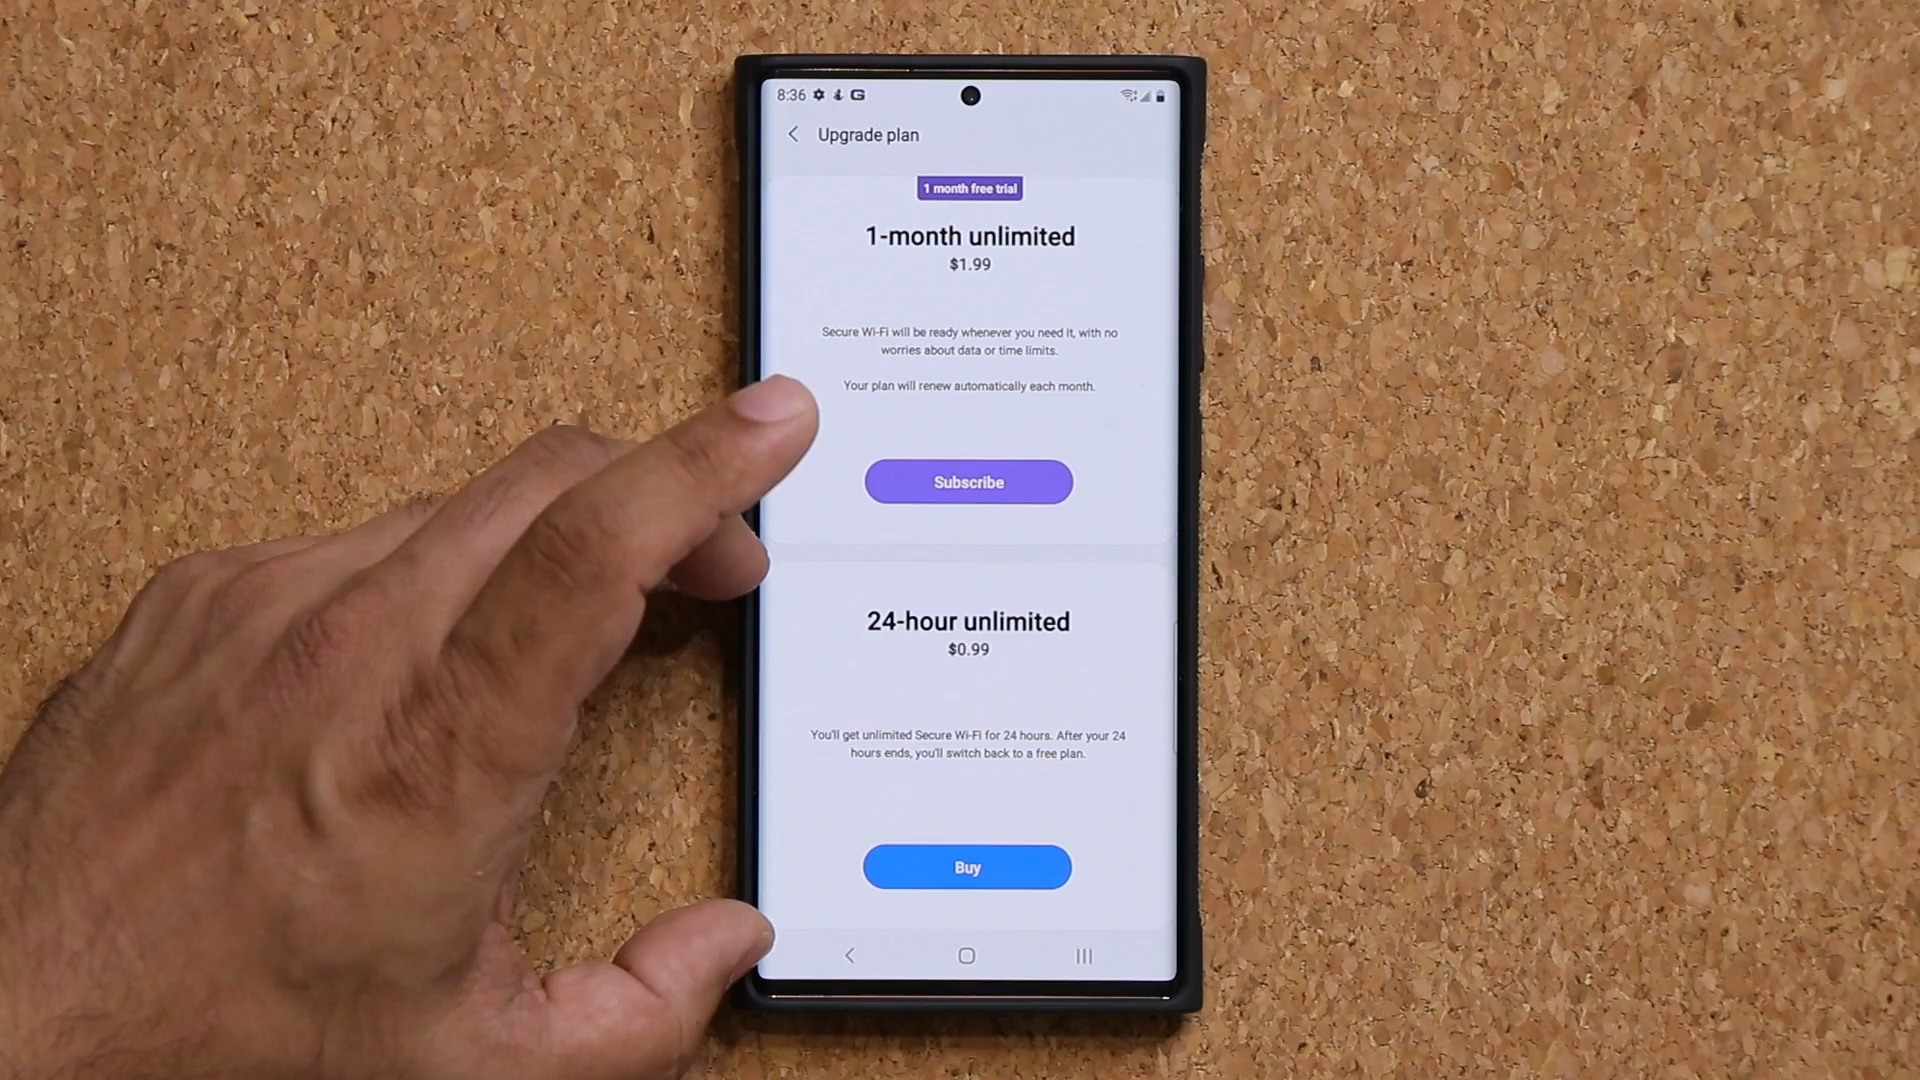 8:36
Upgrade plan
1 month free trial
1-month unlimited
$1.99
Secure Wi-Fi will be ready whenever you need it, with no
worries about data or time limits.
Your plan will renew automatically each month.
Subscribe
24-hour unlimited
$0.99
You'll get unlimited Secure Wi-Fi for 24 hours. After your 24
hours ends, you'll switch back to a free plan.
Buy